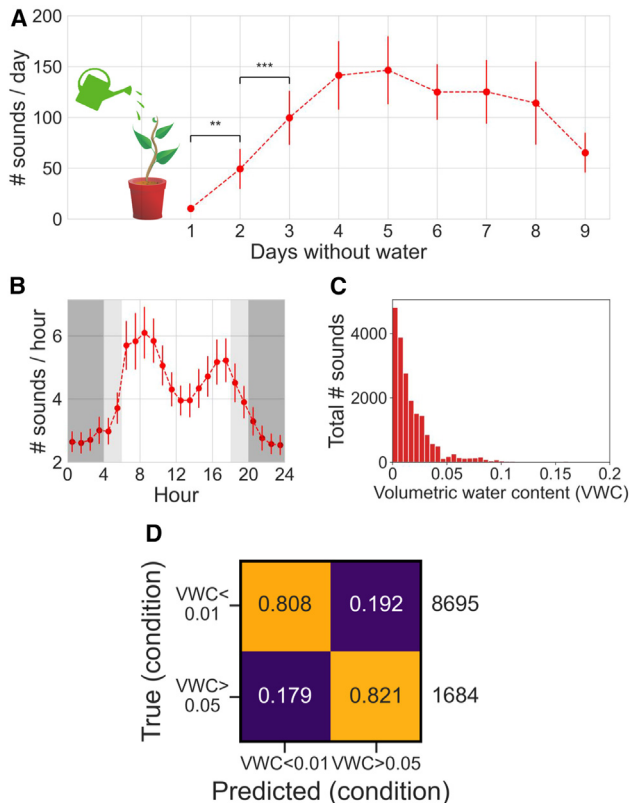 A
200
150
100
50
0
# sounds / day
**
***
1 2 3 4 5 6 7 8 9
Days without water
B
6
4
2
# sounds / hour
0 4 8 12 16 20 24
Hour
C
4000
2000
0
Total # sounds
0 0.05 0.1 0.15 0.2
Volumetric water content (VWC)
D
True (condition)
VWC<
0.01
0.808 0.192 8695
VWC>
0.05
0.179 0.821 1684
VWC<0.01 VWC>0.05
Predicted (condition)